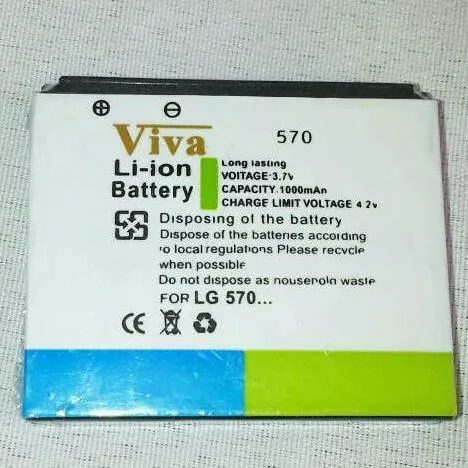 ⊕ ⊖
Viva 570
Li-ion
Battery
Long lasting
VOITAGE:3.7v
CAPACITY:1000mAn
CHARGE LIMIT VOLTAGE 4.2v
Disposing of the battery
Dispose of the batteries according
to local regulations Please recycle
when possible
Do not dispose as household waste
FOR LG 570...
CE